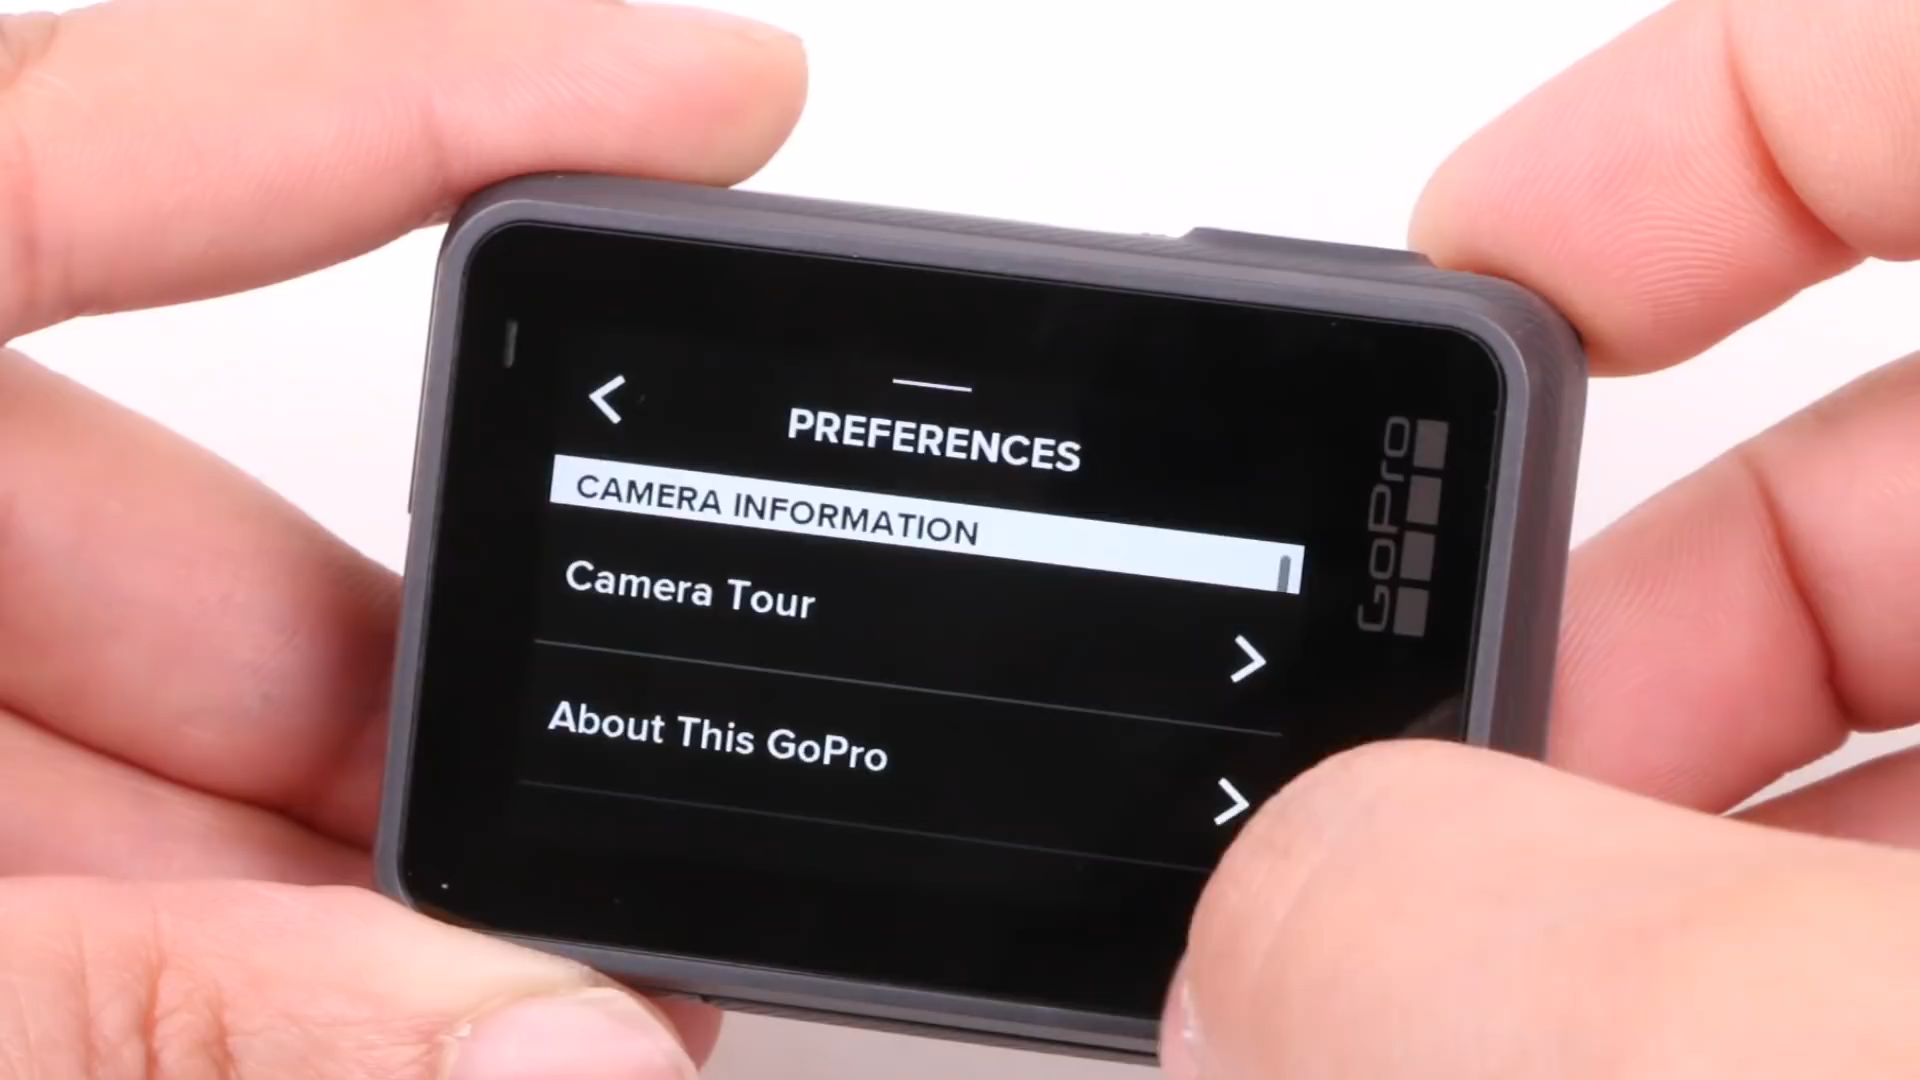 PREFERENCES
CAMERA INFORMATION
Camera Tour
About This GoPro
GoPro